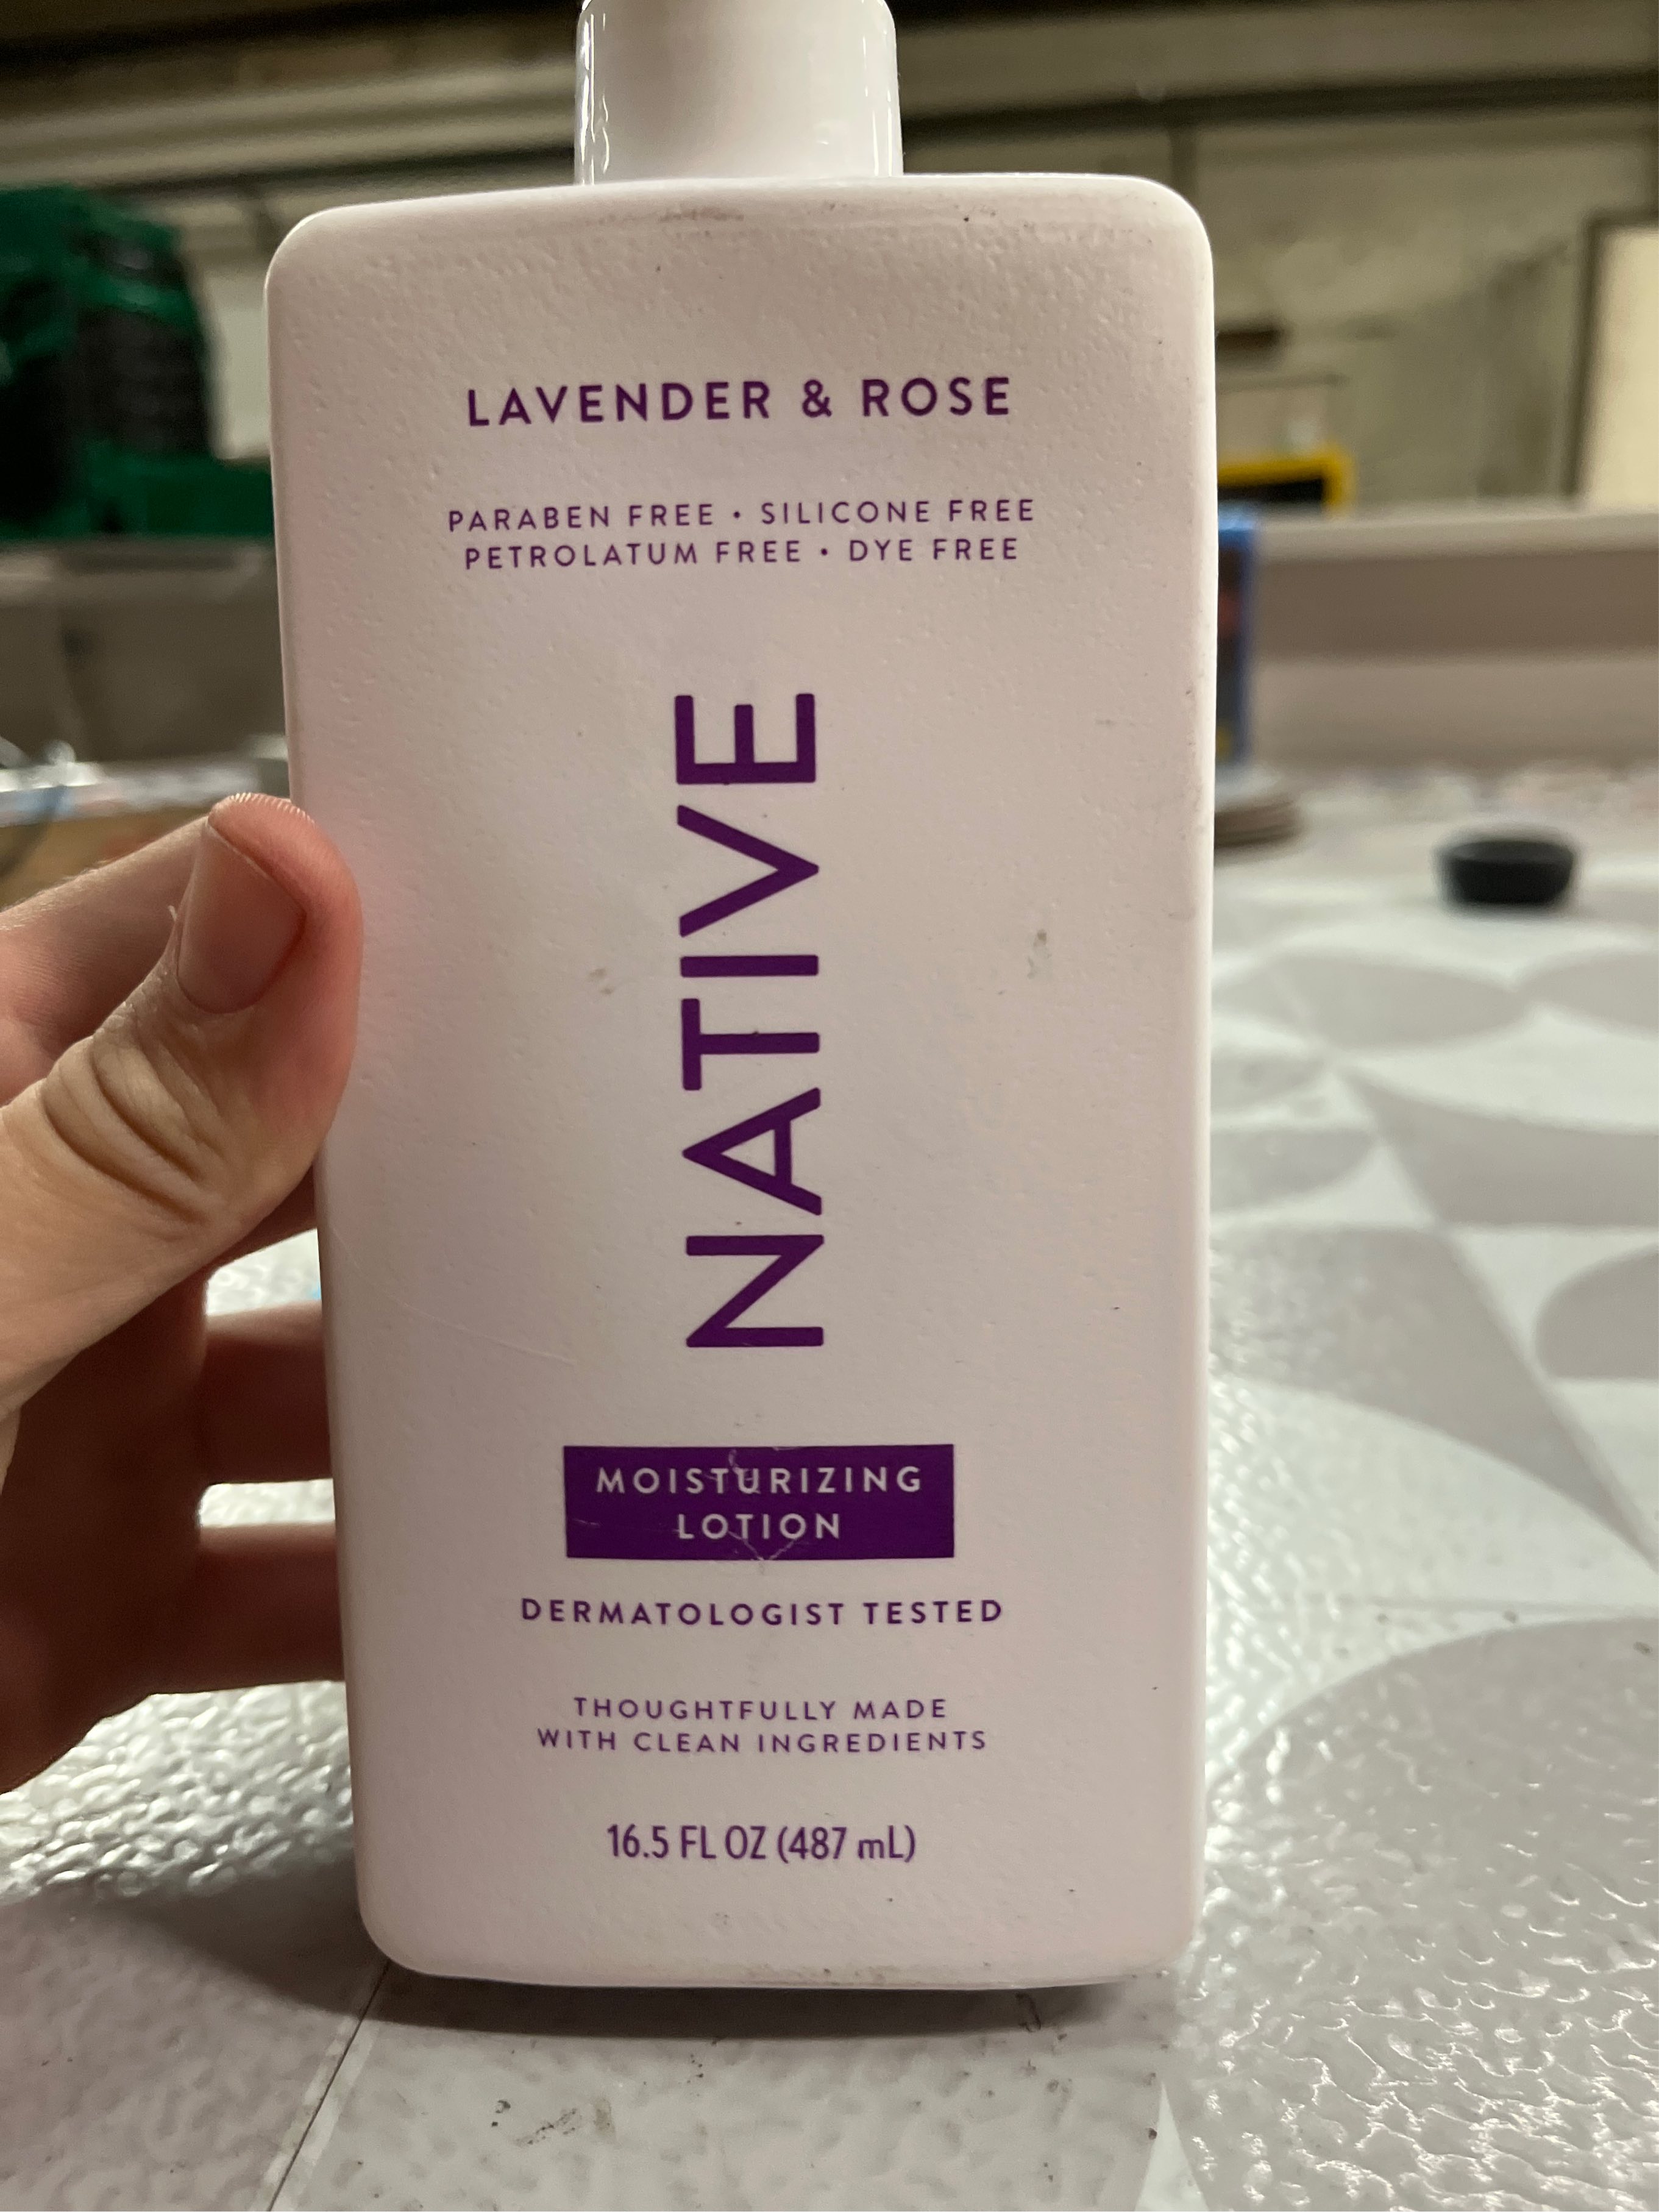 LAVENDER & ROSE
PARABEN FREE • SILICONE FREE
PETROLATUM FREE • DYE FREE
NATIVE
MOISTURIZING
LOTION
DERMATOLOGIST TESTED
THOUGHTFULLY MADE
WITH CLEAN INGREDIENTS
16.5 FL OZ (487 mL)